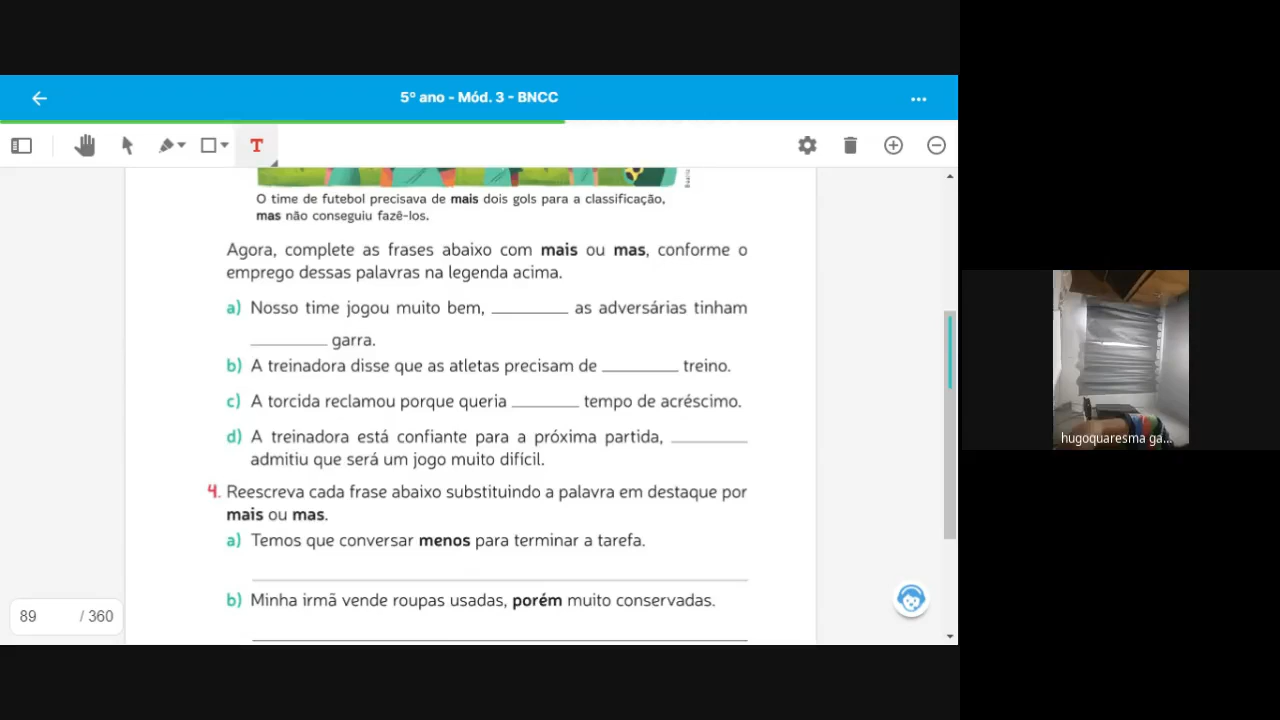 5º ano - Mód. 3 - BNCC
T
O time de futebol precisava de mais dois gols para a classificação,
mas não conseguiu fazê-los.
Agora, complete as frases abaixo com mais ou mas, conforme o
emprego dessas palavras na legenda acima.
a) Nosso time jogou muito bem, ________ as adversárias tinham
________ garra.
b) A treinadora disse que as atletas precisam de ________ treino.
c) A torcida reclamou porque queria ________ tempo de acréscimo.
d) A treinadora está confiante para a próxima partida, ________
admitiu que será um jogo muito difícil.
4. Reescreva cada frase abaixo substituindo a palavra em destaque por
mais ou mas.
a) Temos que conversar menos para terminar a tarefa.
b) Minha irmã vende roupas usadas, porém muito conservadas.
89 / 360
hugoquaresma ga...